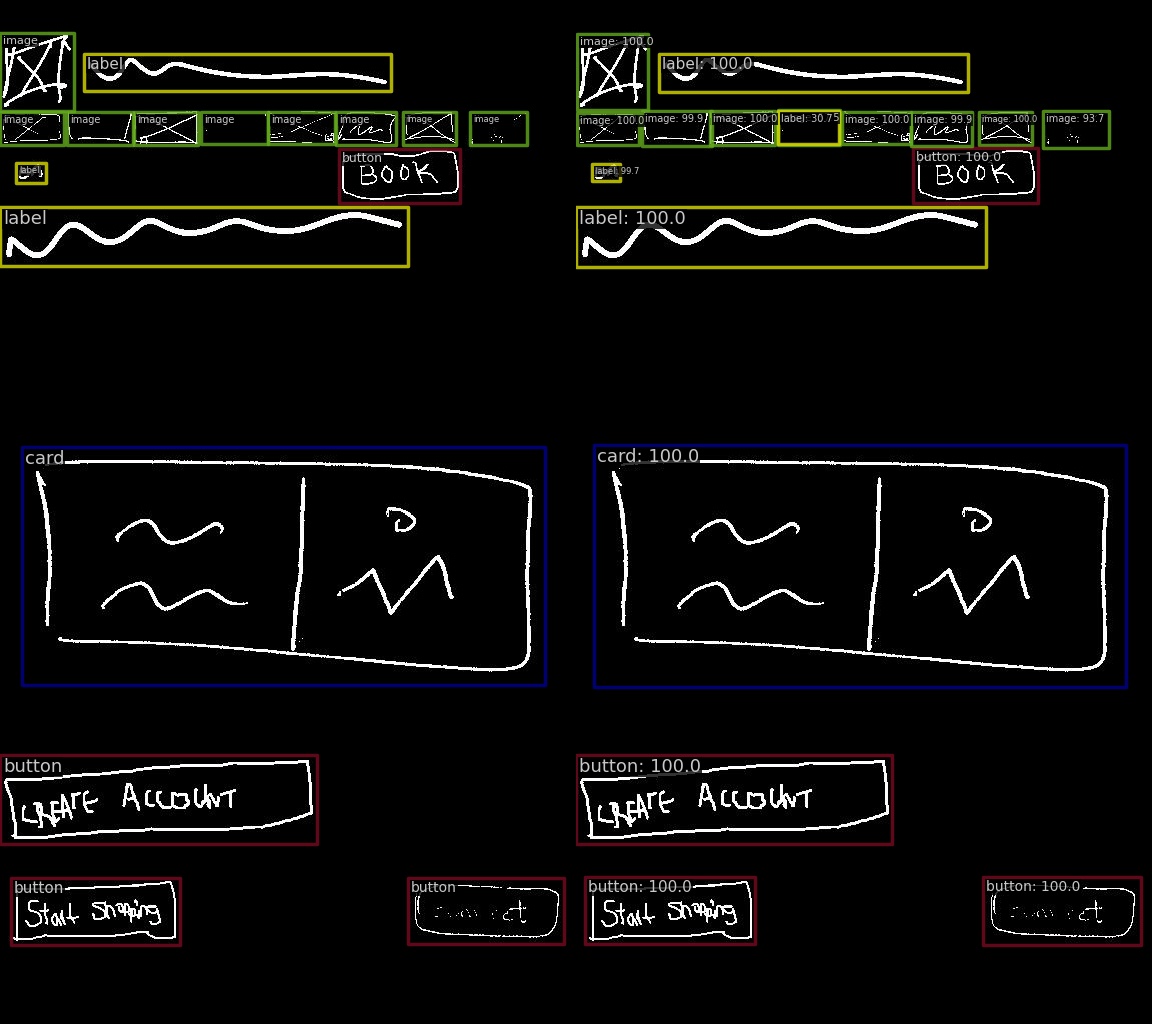 image image: 100.0
label label: 100.0
image image image image image image image image image: 100.0 image: 99.9 image: 100.0 label: 30.75 image: 100.0 image: 99.9 image: 100.0 image: 93.7
button button: 100.0
label label: 99.7
BOOK BOOK
label label: 100.0
card card: 100.0
button button: 100.0
CREATE ACCOUNT CREATE ACCOUNT
button button button: 100.0 button: 100.0
Start Shopping Start Shopping